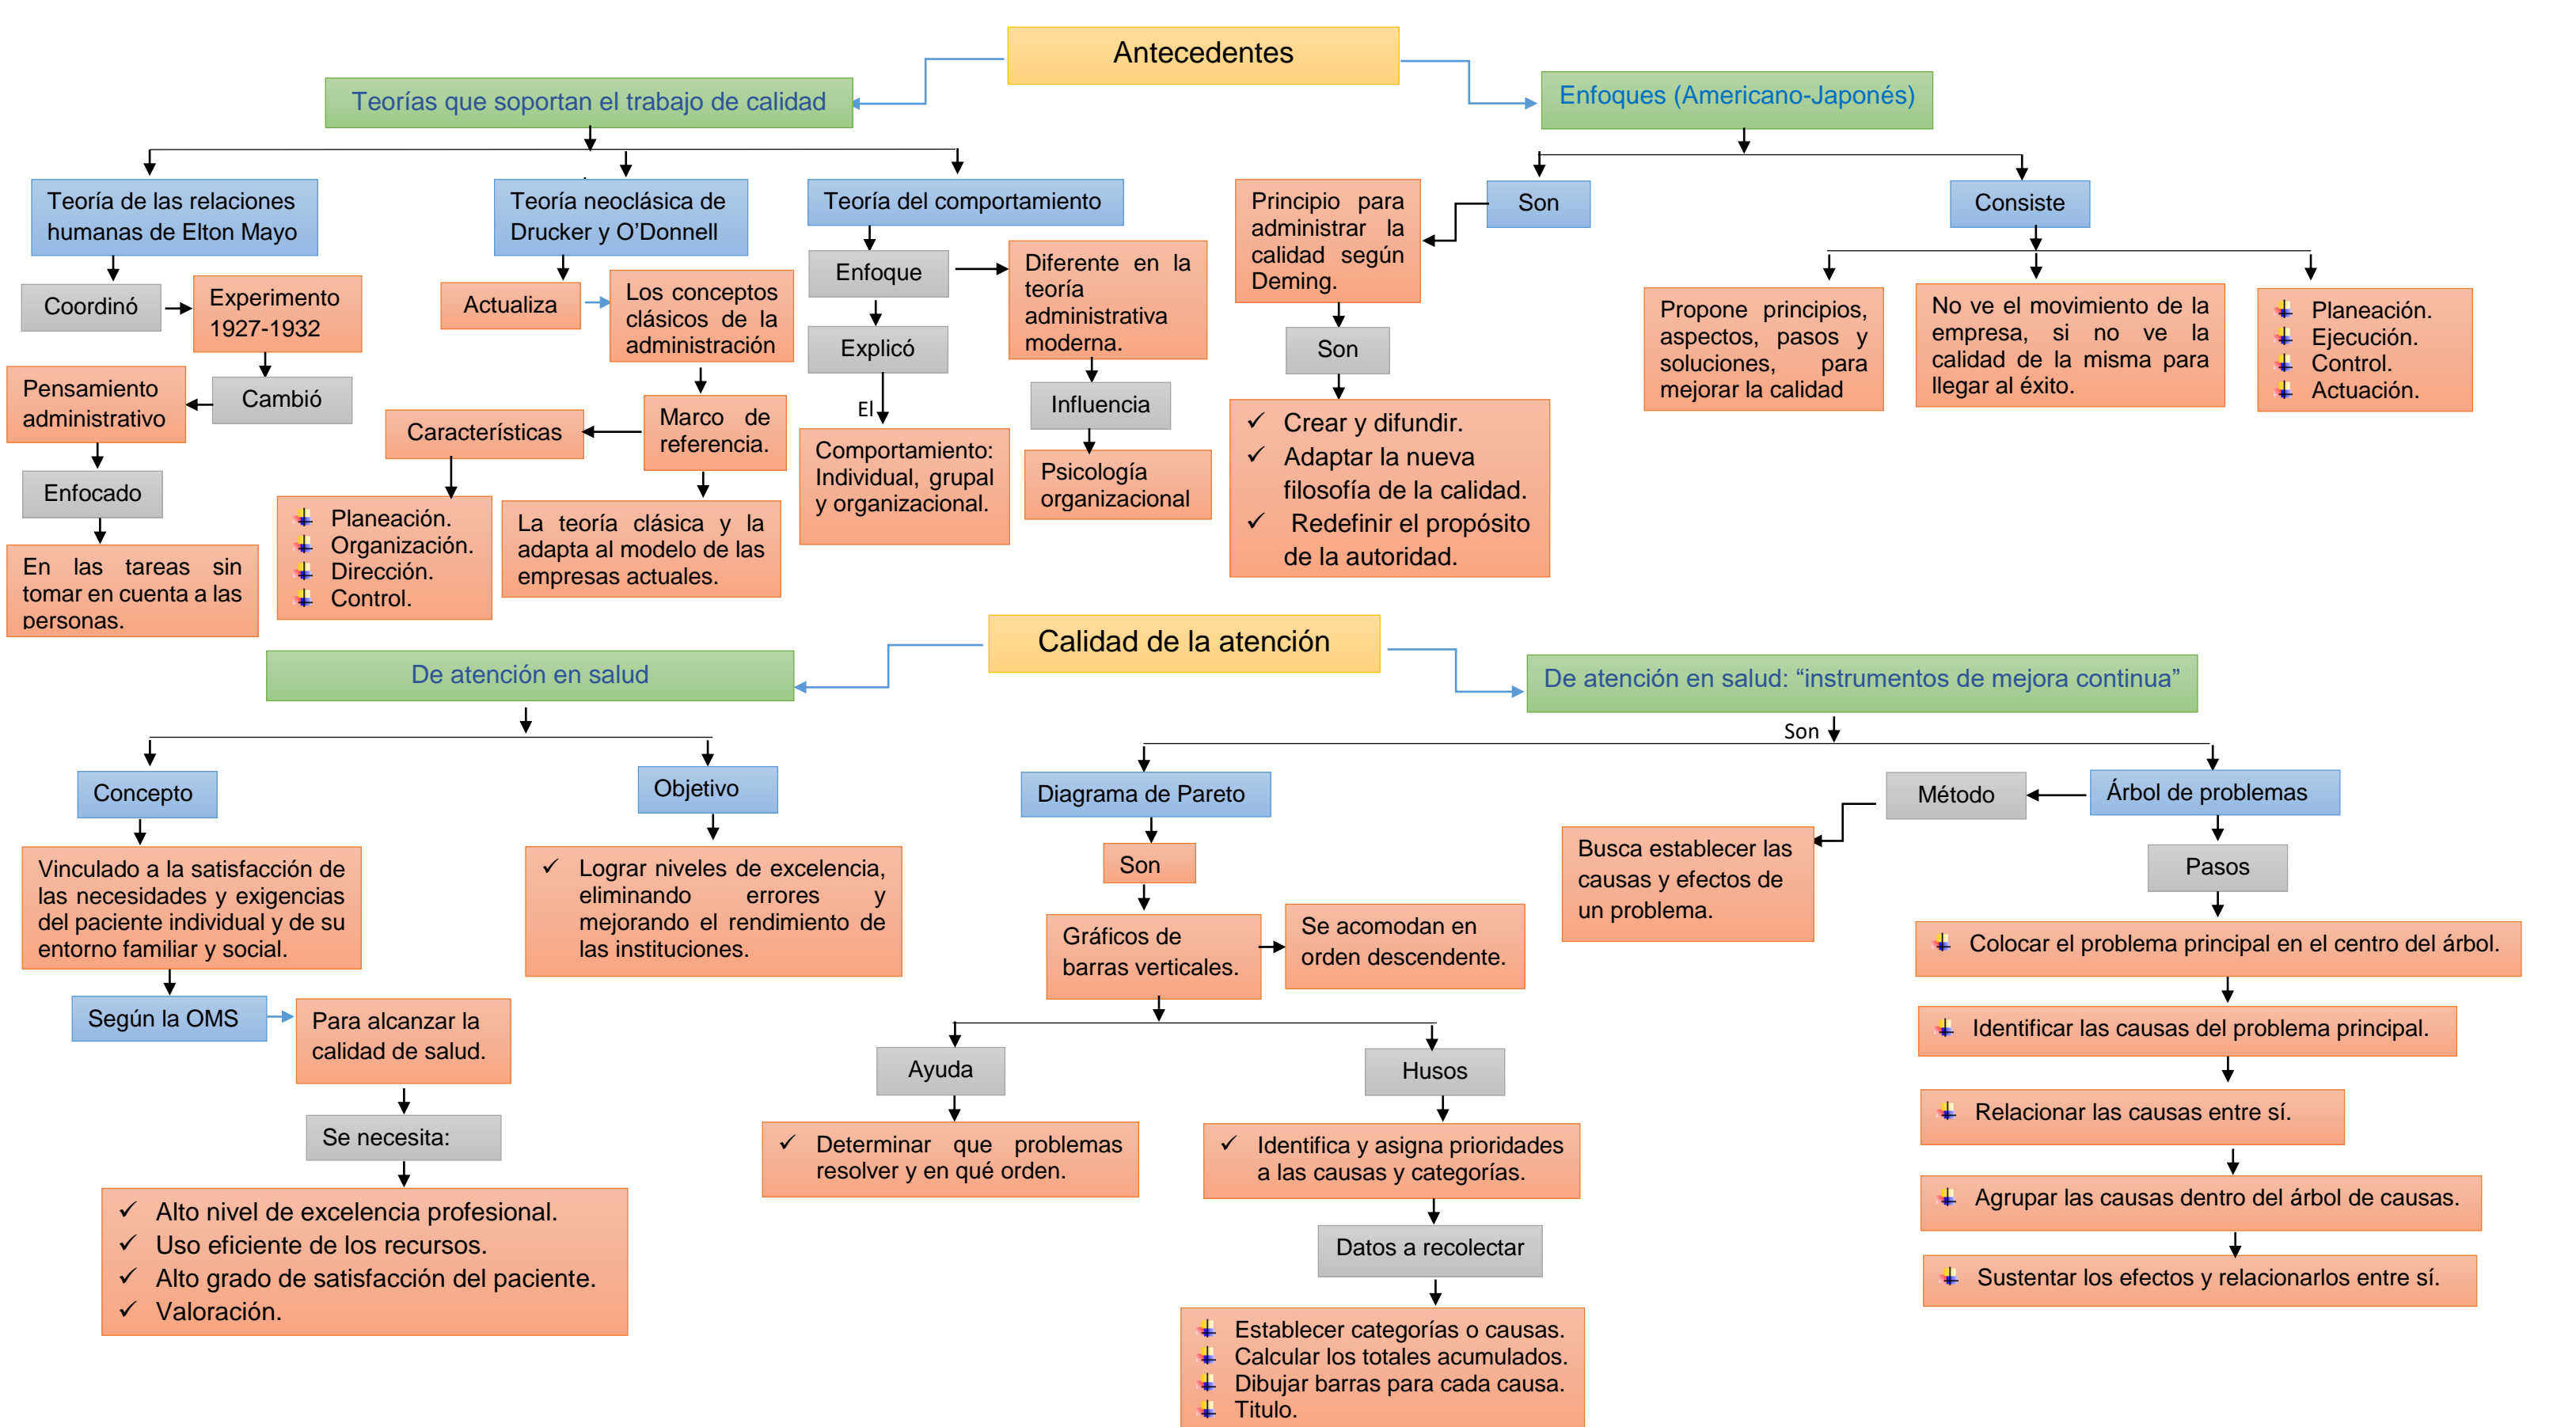 Antecedentes
Teorías que soportan el trabajo de calidad
Enfoques (Americano-Japonés)
Teoría de las relaciones
humanas de Elton Mayo
Coordinó
Experimento
1927-1932
Cambió
Pensamiento
administrativo
Enfocado
En las tareas sin
tomar en cuenta a las
personas.
Teoría neoclásica de
Drucker y O’Donnell
Actualiza
Los conceptos
clásicos de la
administración
Marco de
referencia.
Características
Planeación.
Organización.
Dirección.
Control.
La teoría clásica y la
adapta al modelo de las
empresas actuales.
Teoría del comportamiento
Enfoque
Explicó
El
Comportamiento:
Individual, grupal
y organizacional.
Diferente en la
teoría
administrativa
moderna.
Influencia
Psicología
organizacional
Son
Principio para
administrar la
calidad según
Deming.
Son
✓ Crear y difundir.
✓ Adaptar la nueva
filosofía de la calidad.
✓ Redefinir el propósito
de la autoridad.
Consiste
Propone principios,
aspectos, pasos y
soluciones, para
mejorar la calidad
No ve el movimiento de la
empresa, si no ve la
calidad de la misma para
llegar al éxito.
Planeación.
Ejecución.
Control.
Actuación.
Calidad de la atención
De atención en salud
De atención en salud: “instrumentos de mejora continua”
Concepto
Vinculado a la satisfacción de
las necesidades y exigencias
del paciente individual y de su
entorno familiar y social.
Según la OMS
Para alcanzar la
calidad de salud.
Se necesita:
✓ Alto nivel de excelencia profesional.
✓ Uso eficiente de los recursos.
✓ Alto grado de satisfacción del paciente.
✓ Valoración.
Objetivo
✓ Lograr niveles de excelencia,
eliminando errores y
mejorando el rendimiento de
las instituciones.
Son
Diagrama de Pareto
Son
Gráficos de
barras verticales.
Se acomodan en
orden descendente.
Ayuda
✓ Determinar que problemas
resolver y en qué orden.
Husos
✓ Identifica y asigna prioridades
a las causas y categorías.
Datos a recolectar
Establecer categorías o causas.
Calcular los totales acumulados.
Dibujar barras para cada causa.
Titulo.
Árbol de problemas
Método
Busca establecer las
causas y efectos de
un problema.
Pasos
Colocar el problema principal en el centro del árbol.
Identificar las causas del problema principal.
Relacionar las causas entre sí.
Agrupar las causas dentro del árbol de causas.
Sustentar los efectos y relacionarlos entre sí.